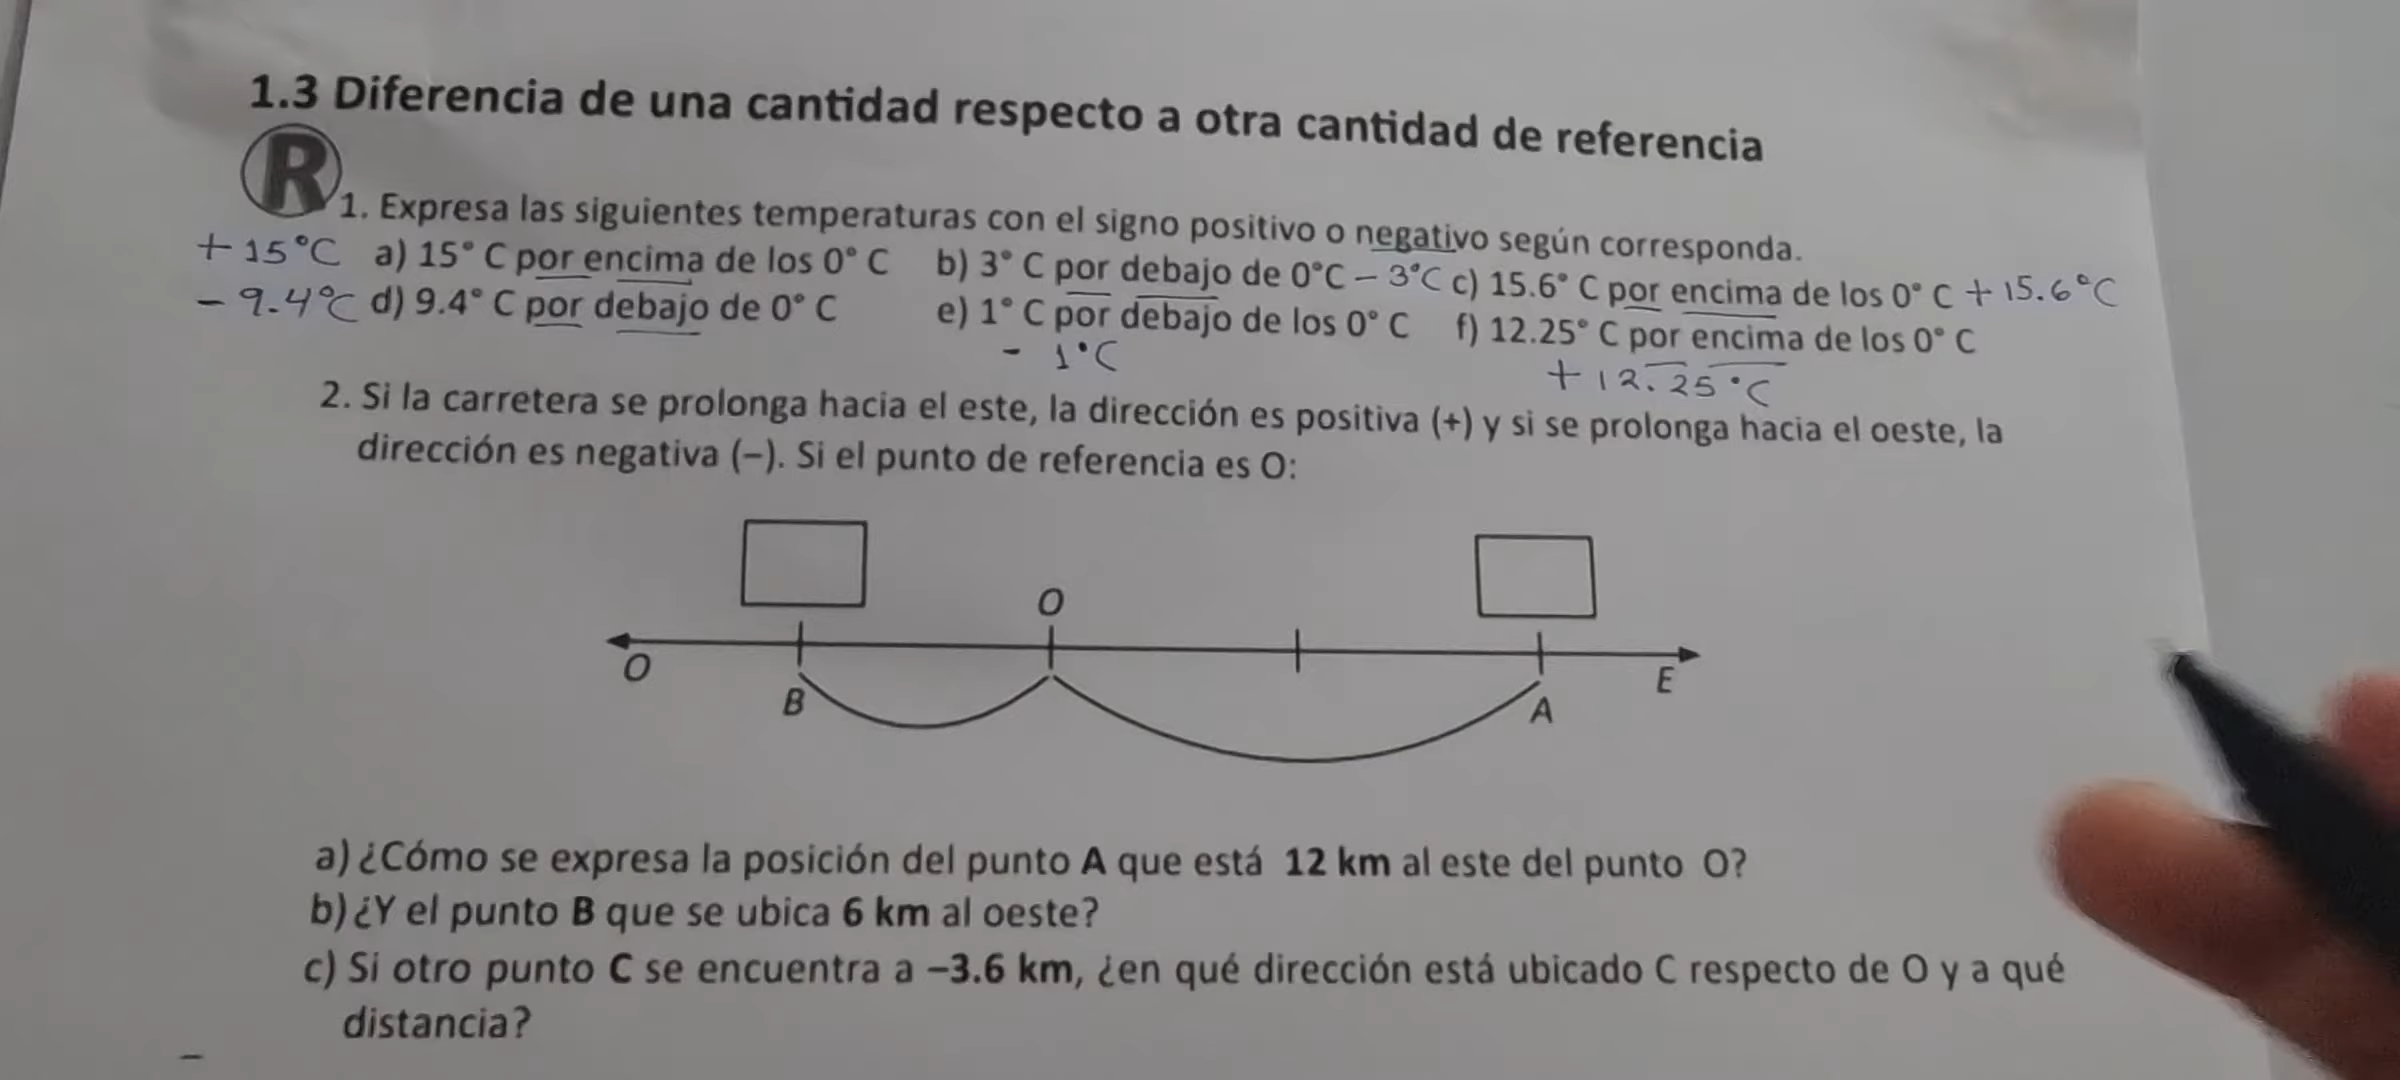 1.3 Diferencia de una cantidad respecto a otra cantidad de referencia
R
1. Expresa las siguientes temperaturas con el signo positivo o negativo según corresponda.
+15°C a) 15° C por encima de los 0° C b) 3° C por debajo de 0°C -3°C c) 15.6° C por encima de los 0° C +15.6°C
-9.4°C d) 9.4° C por debajo de 0° C e) 1° C por debajo de los 0° C f) 12.25° C por encima de los 0° C
- 1°C +12.25°C
2. Si la carretera se prolonga hacia el este, la dirección es positiva (+) y si se prolonga hacia el oeste, la
dirección es negativa (−). Si el punto de referencia es O:
O
O E
B A
a) ¿Cómo se expresa la posición del punto A que está 12 km al este del punto O?
b) ¿Y el punto B que se ubica 6 km al oeste?
c) Si otro punto C se encuentra a −3.6 km, ¿en qué dirección está ubicado C respecto de O y a qué
distancia?